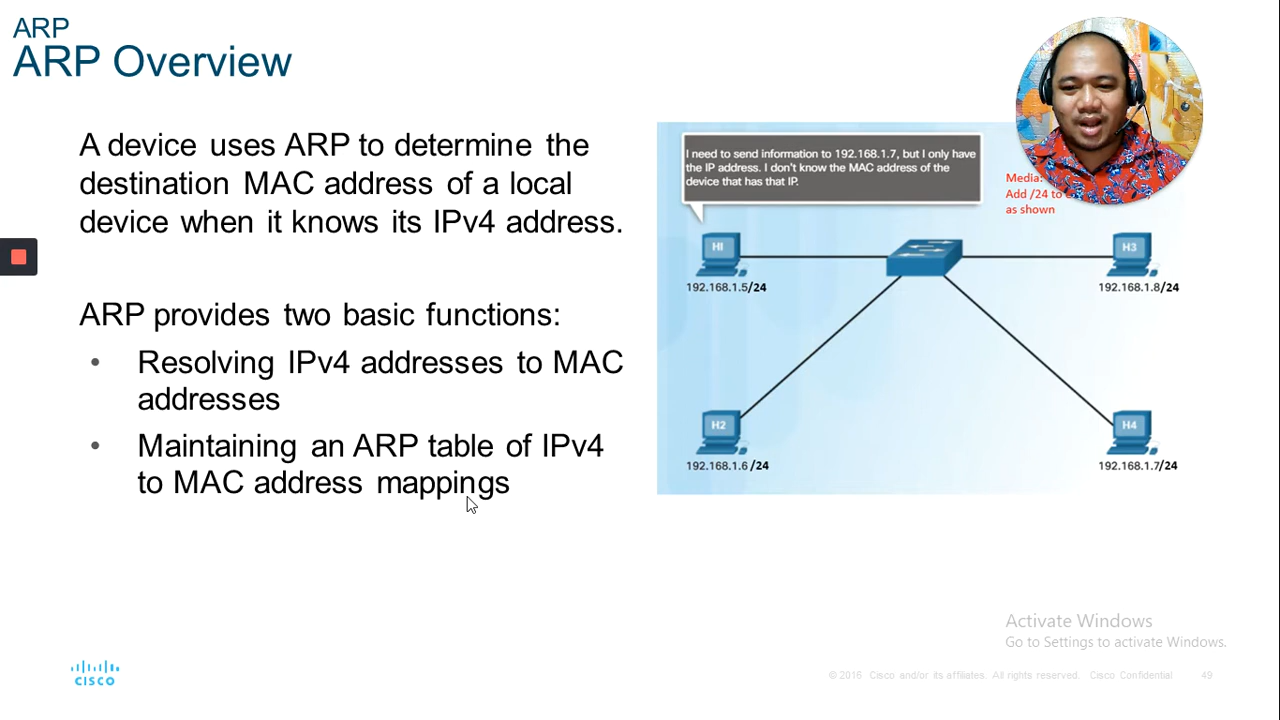 ARP
ARP Overview
A device uses ARP to determine the
destination MAC address of a local
device when it knows its IPv4 address.
ARP provides two basic functions:
• Resolving IPv4 addresses to MAC
addresses
• Maintaining an ARP table of IPv4
to MAC address mappings
I need to send information to 192.168.1.7, but I only have
the IP address. I don't know the MAC address of the
device that has that IP.
Media:
Add /24 to
as shown
H1
192.168.1.5/24
H3
192.168.1.8/24
H2
192.168.1.6 /24
H4
192.168.1.7/24
Activate Windows
Go to Settings to activate Windows.
CISCO
© 2016 Cisco and/or its affiliates. All rights reserved. Cisco Confidential
49